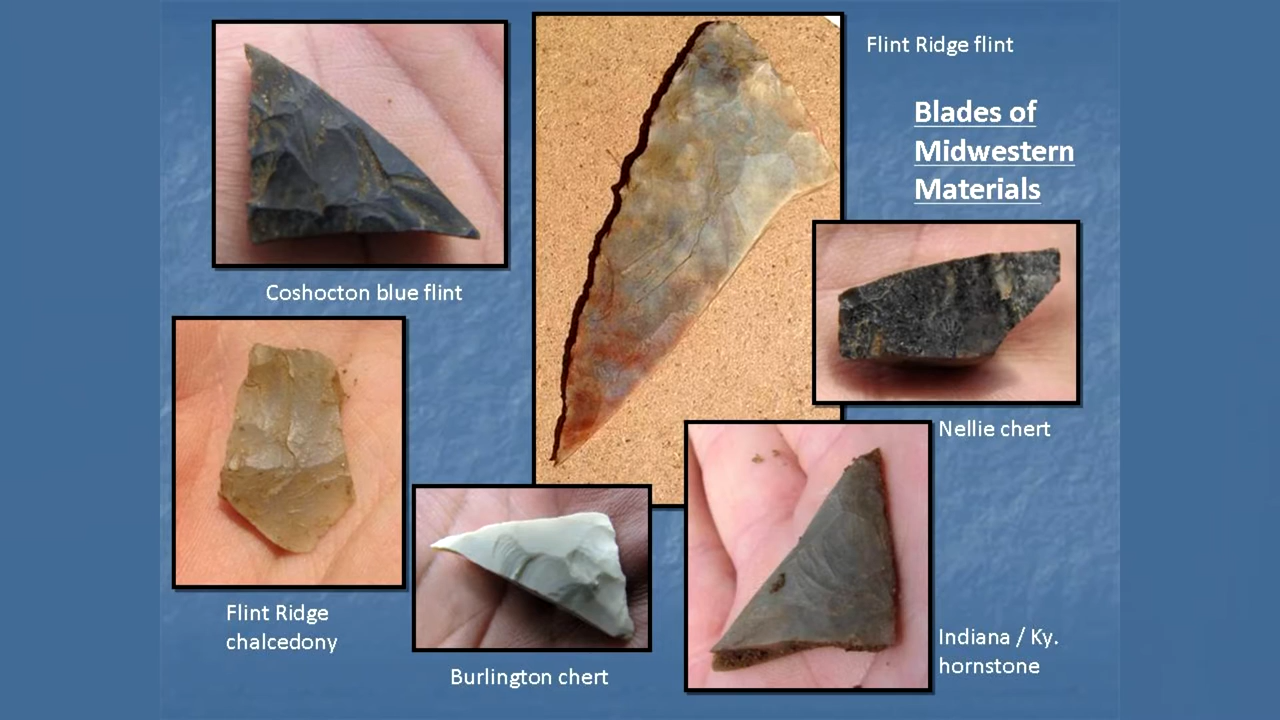 Flint Ridge flint
Blades of
Midwestern
Materials
Coshocton blue flint
Nellie chert
Flint Ridge
chalcedony
Burlington chert
Indiana / Ky.
hornstone